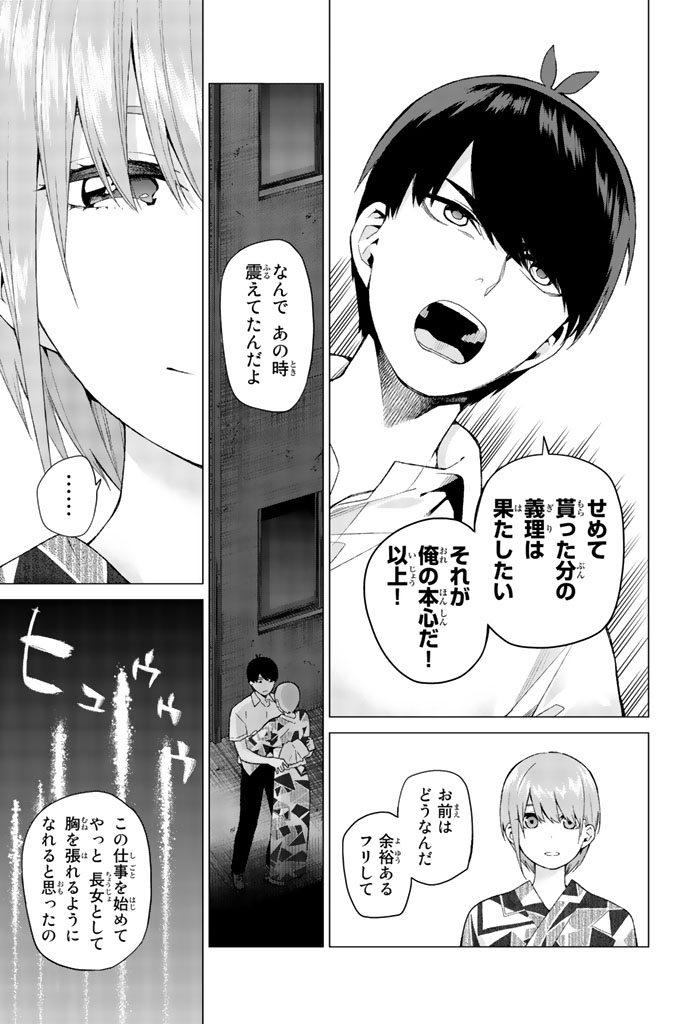 せめて
貰った分の
義理は
果たしたい
それが
俺の本心だ！
以上！
お前は
どうなんだ
余裕ある
フリして
なんで あの時
震えてたんだよ
……
ヒュウウウ
この仕事を始めて
やっと 長女として
胸を張れるように
なれると思ったの